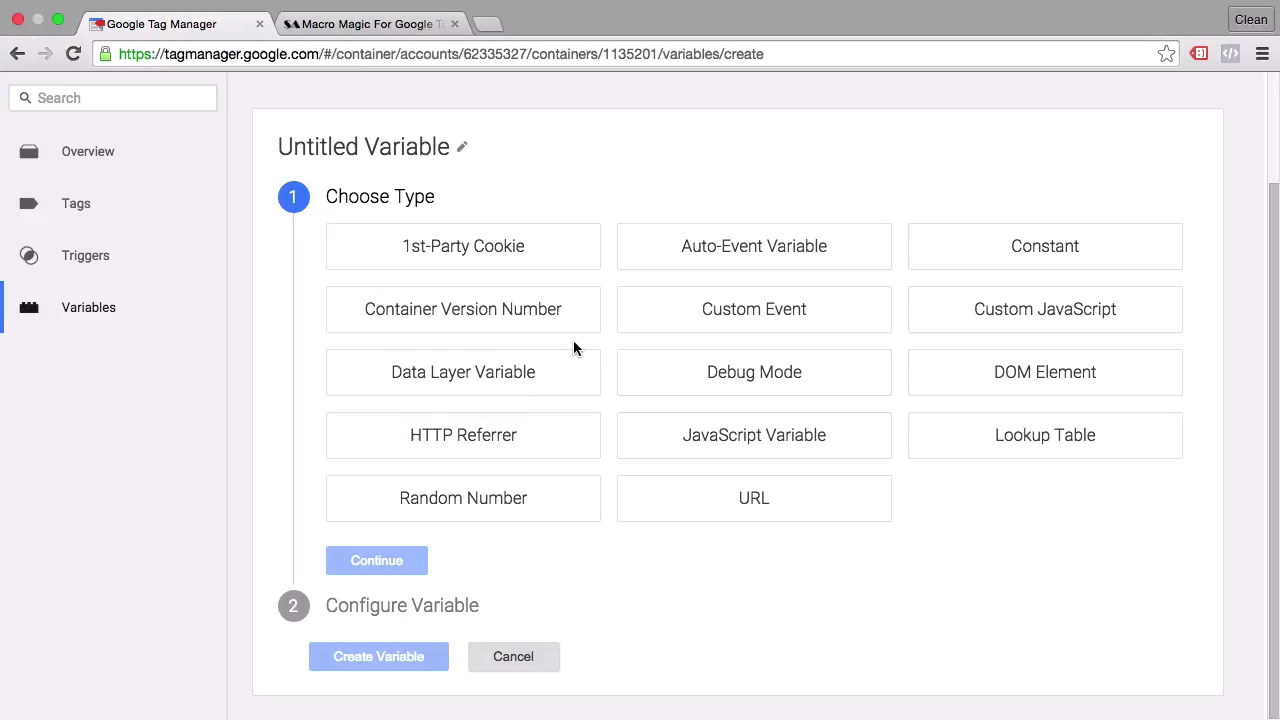 Google Tag Manager
Macro Magic For Google T
Clean
https://tagmanager.google.com/#/container/accounts/62335327/containers/1135201/variables/create
Search
Overview
Tags
Triggers
Variables
Untitled Variable
1 Choose Type
1st-Party Cookie
Auto-Event Variable
Constant
Container Version Number
Custom Event
Custom JavaScript
Data Layer Variable
Debug Mode
DOM Element
HTTP Referrer
JavaScript Variable
Lookup Table
Random Number
URL
Continue
2 Configure Variable
Create Variable
Cancel